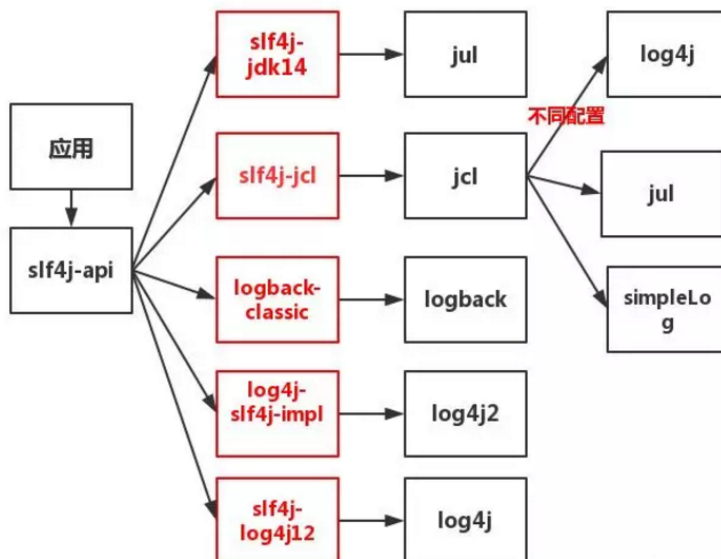 应用
slf4j-api
slf4j-
jdk14
jul
slf4j-jcl
jcl
不同配置
log4j
jul
simpleLo
g
logback-
classic
logback
log4j-
slf4j-impl
log4j2
slf4j-
log4j12
log4j